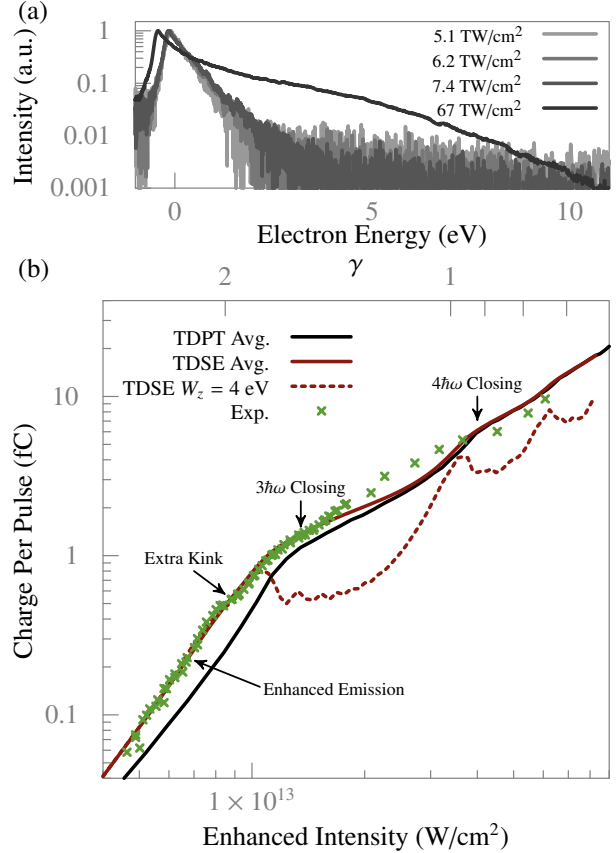 (a)
Intensity (a.u.)
1
0.1
0.01
0.001
5.1 TW/cm²
6.2 TW/cm²
7.4 TW/cm²
67 TW/cm²
0
5
10
Electron Energy (eV)
(b)
γ
2
1
TDPT Avg.
TDSE Avg.
TDSE W_z = 4 eV
Exp.
4ħω Closing
3ħω Closing
Extra Kink
Enhanced Emission
Charge Per Pulse (fC)
10
1
0.1
1 × 10¹³
Enhanced Intensity (W/cm²)